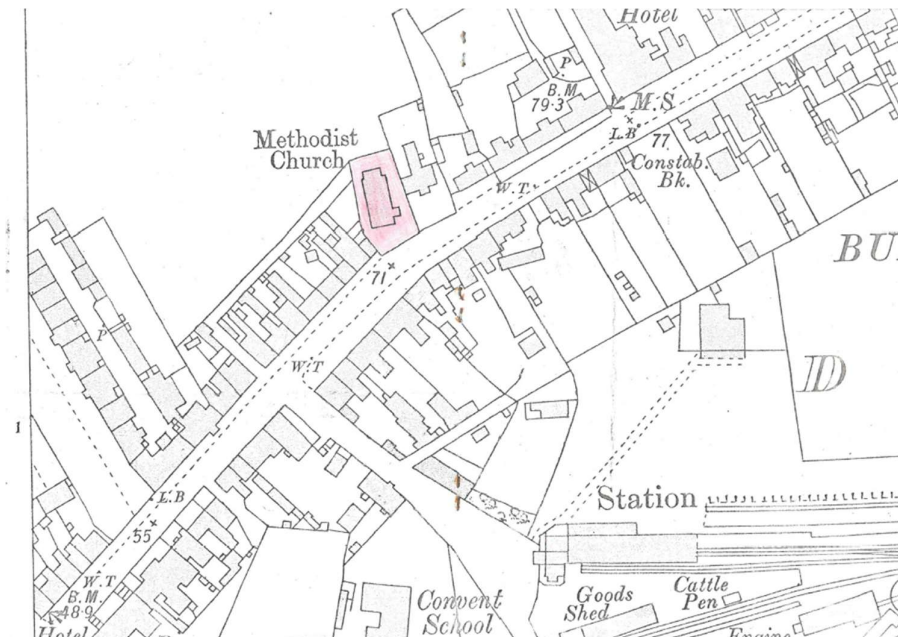 Hotel
P
B.M.
79·3
M.S
L.B
77
Constab.
Bk.
Methodist
Church
W.T.
71
BU
P
W.T
D
1
L.B
55
Station
W.T
B.M.
48·9
Hotel
Convent
School
Goods
Shed
Cattle
Pen
Engine